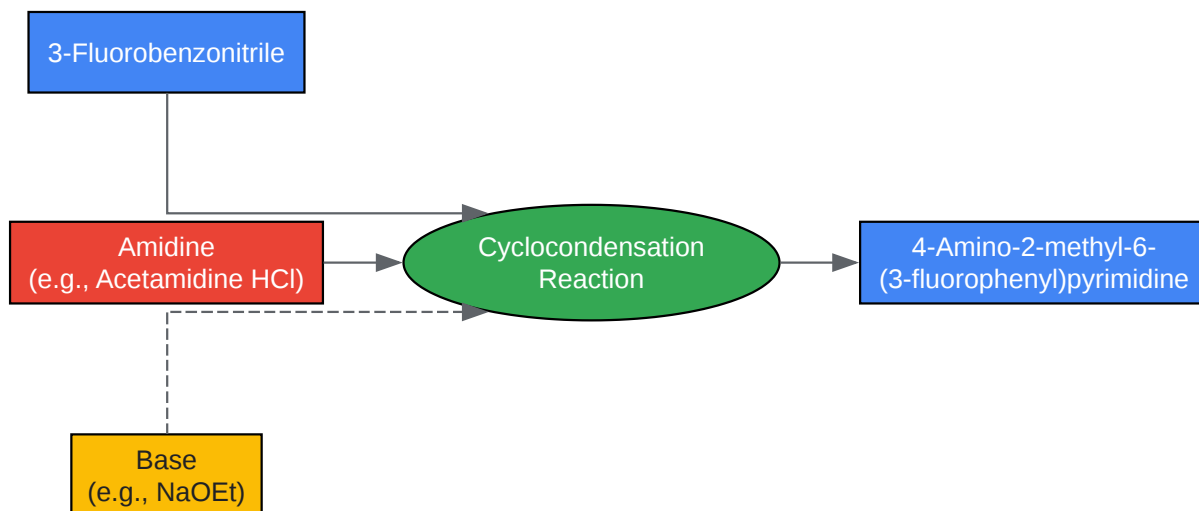 3-Fluorobenzonitrile
Amidine
(e.g., Acetamidine HCl)
Cyclocondensation
Reaction
4-Amino-2-methyl-6-
(3-fluorophenyl)pyrimidine
Base
(e.g., NaOEt)